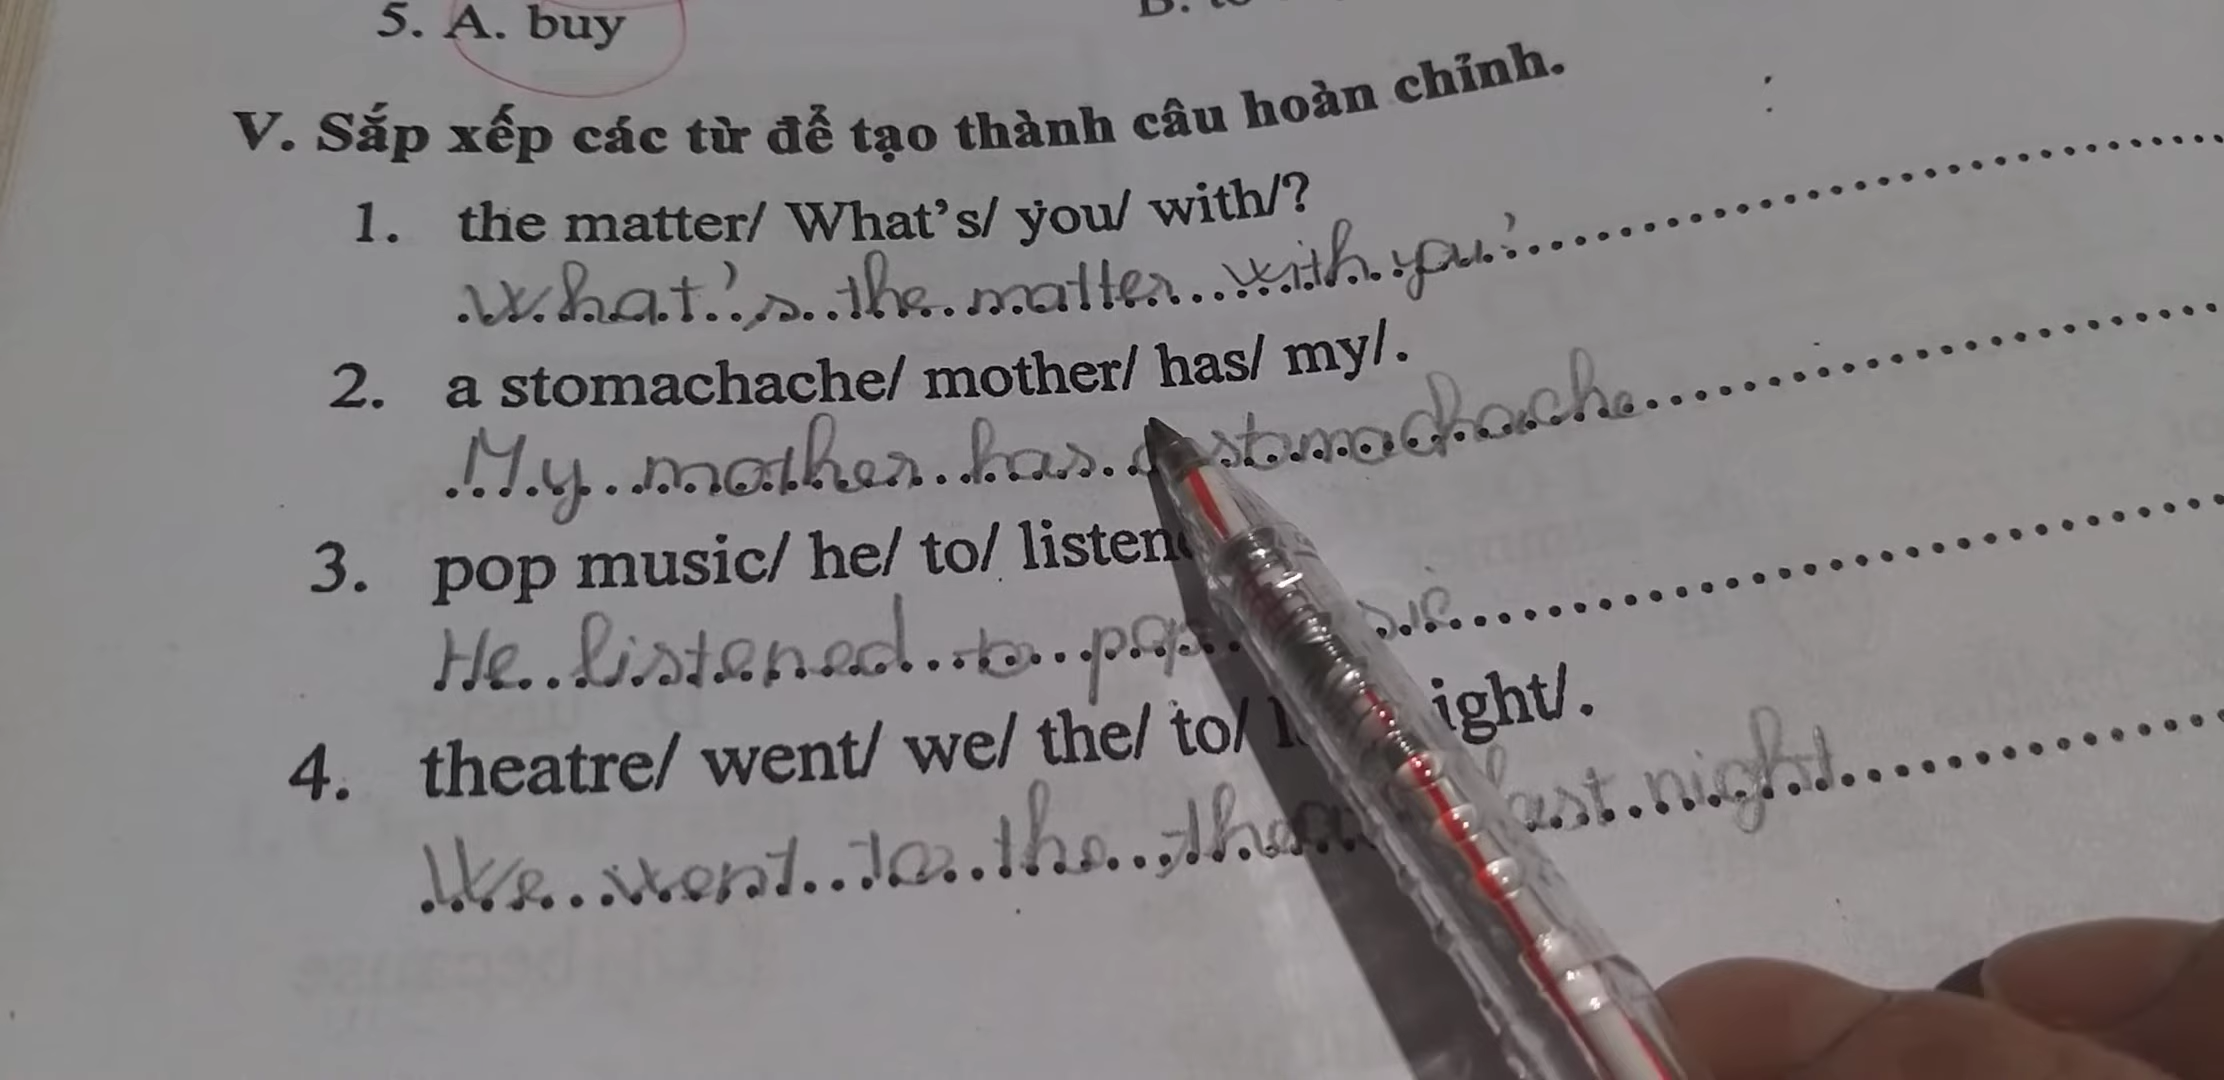 5. A. buy
B.
V. Sắp xếp các từ để tạo thành câu hoàn chỉnh.
1. the matter/ What's/ you/ with/?
What's the matter with you?
2. a stomachache/ mother/ has/ my/.
My mother has a stomachache
3. pop music/ he/ to/ listen
He listened to pop
4. theatre/ went/ we/ the/ to/
We went to the last night